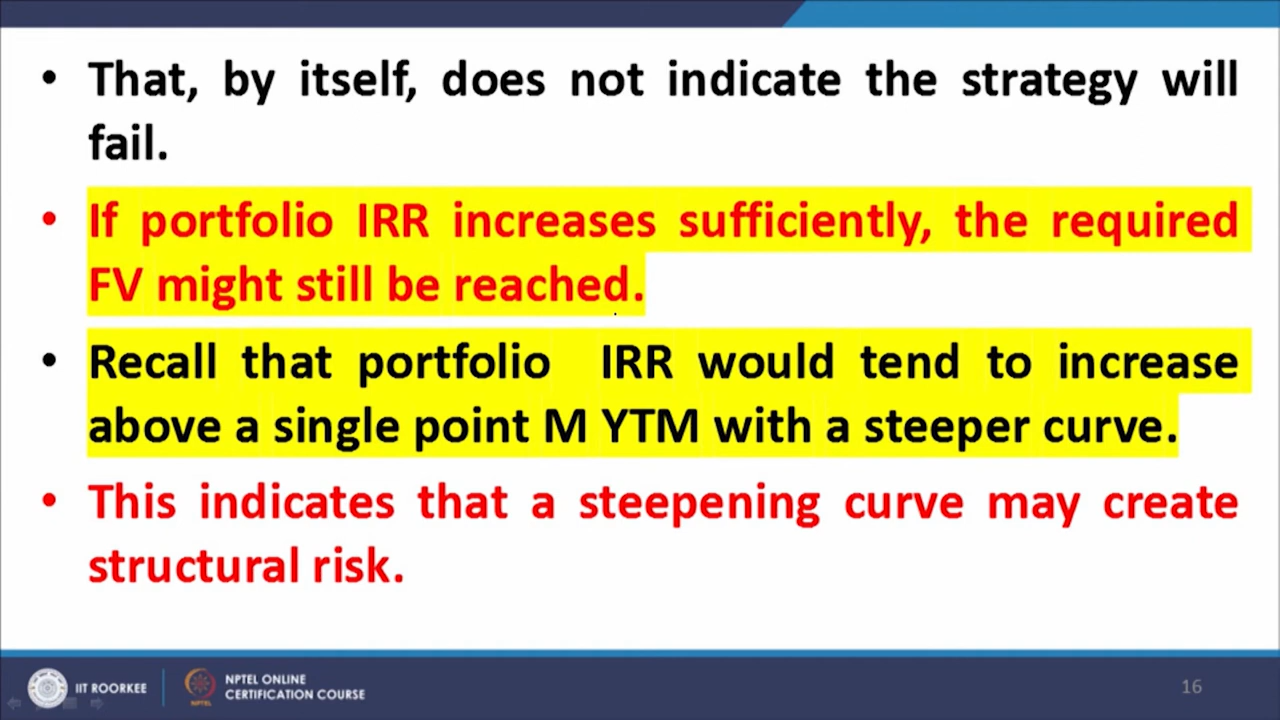 • That, by itself, does not indicate the strategy will
fail.
• If portfolio IRR increases sufficiently, the required
FV might still be reached.
• Recall that portfolio IRR would tend to increase
above a single point M YTM with a steeper curve.
• This indicates that a steepening curve may create
structural risk.
IIT ROORKEE
NPTEL
NPTEL ONLINE
CERTIFICATION COURSE
16